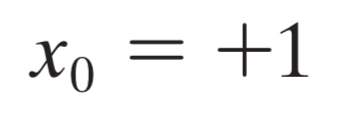 x₀ = +1